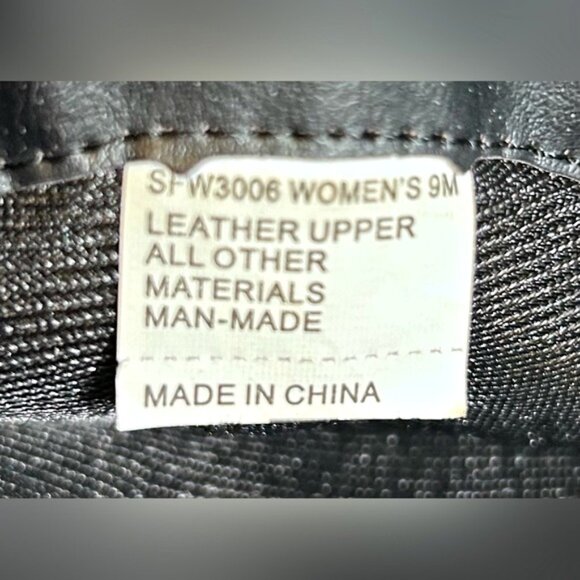 SFW3006 WOMEN'S 9M
LEATHER UPPER
ALL OTHER
MATERIALS
MAN-MADE
MADE IN CHINA